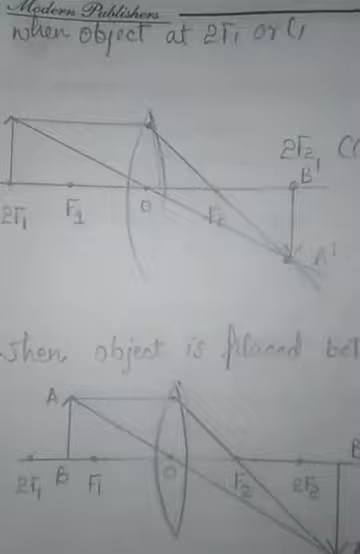 Modern Publishers
when object at 2F1 or C1
2F2, C
B'
2F1 F1 O F2
A'
when object is placed bet
A
2F1 B F1 O F2 2F2 B